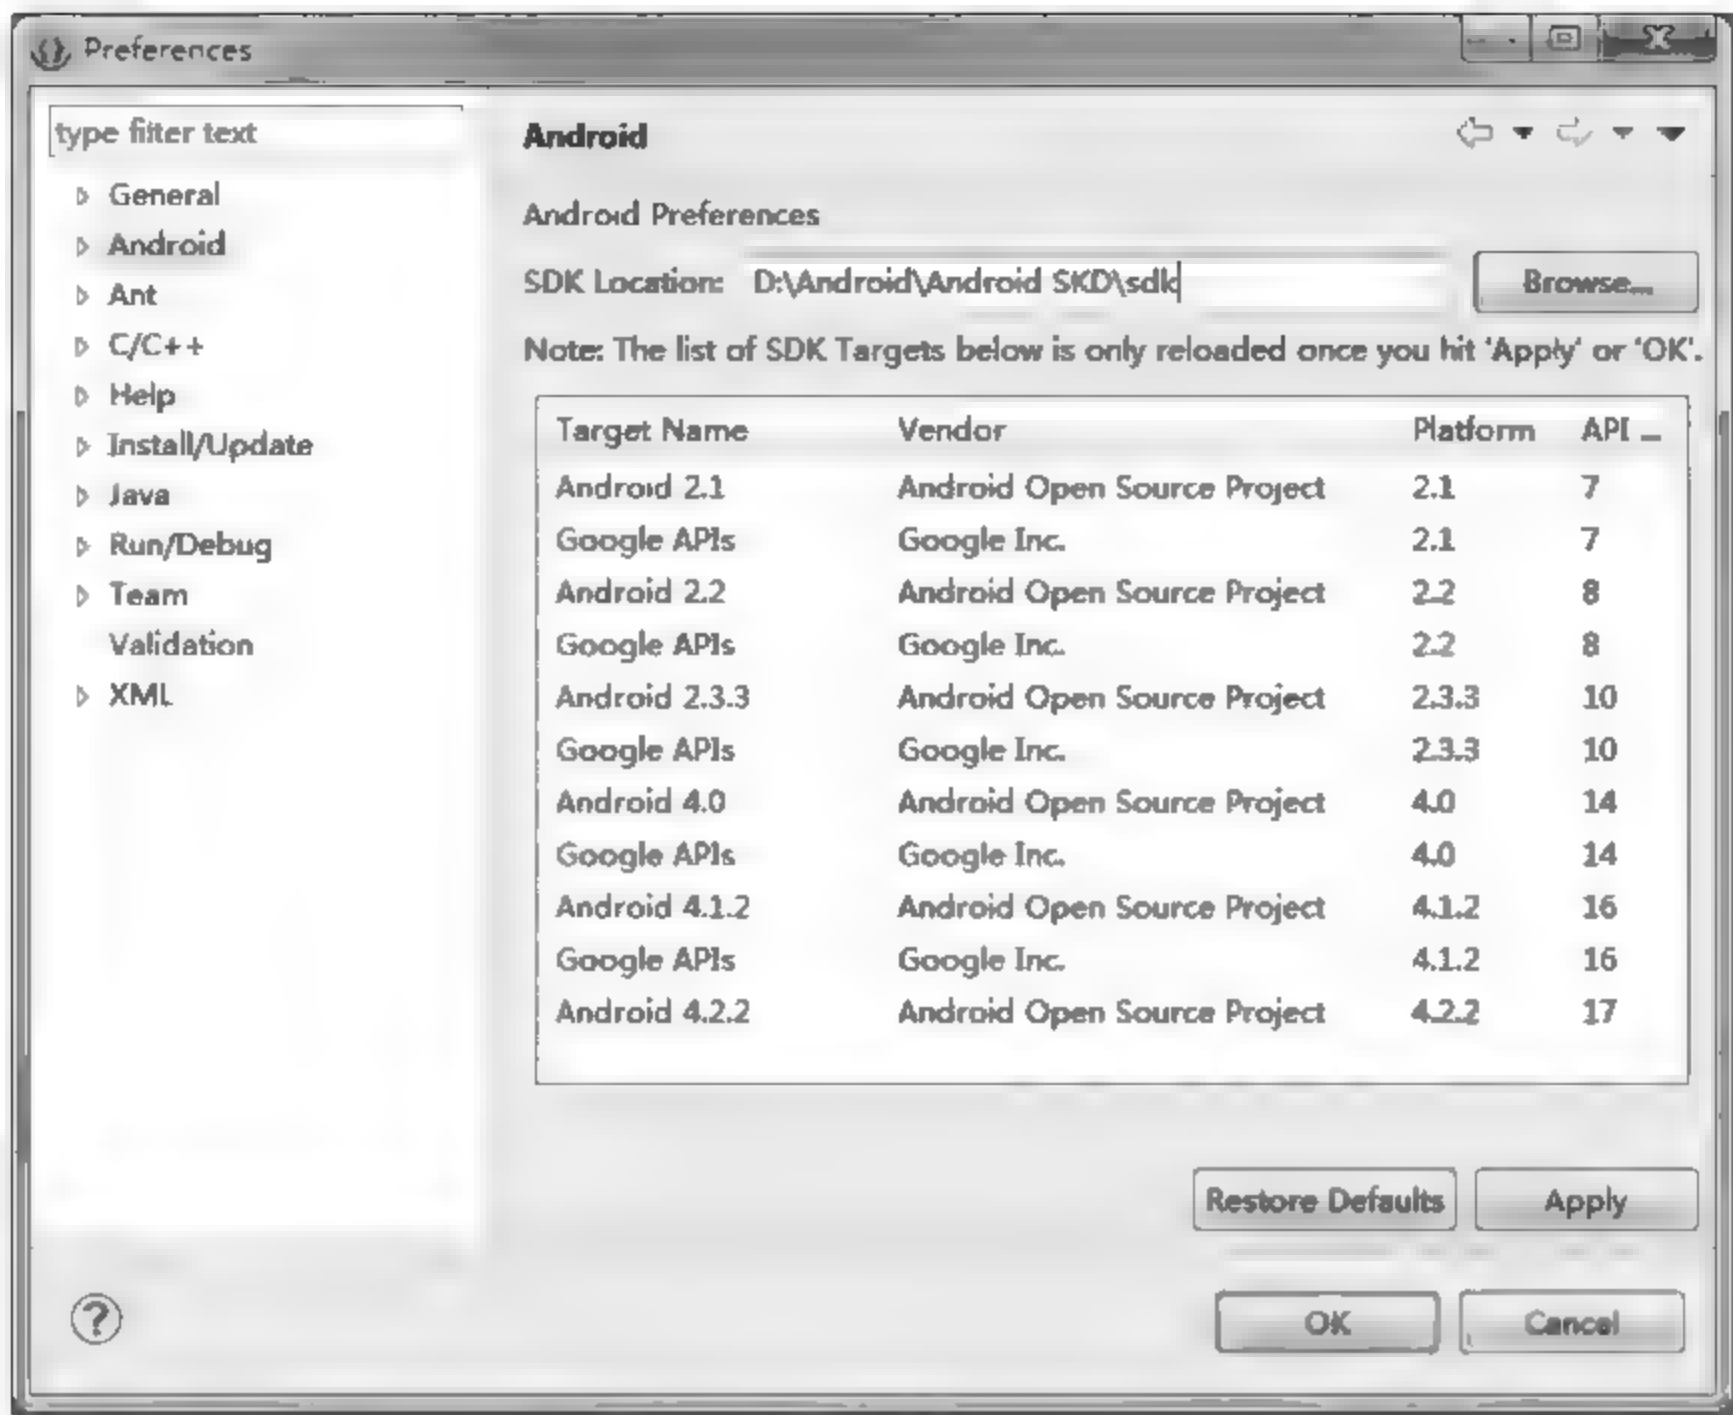 Preferences
type filter text
General
Android
Ant
C/C++
Help
Install/Update
Java
Run/Debug
Team
Validation
XML
Android
Android Preferences
SDK Location: D:\Android\Android SKD\sdk Browse...
Note: The list of SDK Targets below is only reloaded once you hit 'Apply' or 'OK'.
Target Name Vendor Platform API ...
Android 2.1 Android Open Source Project 2.1 7
Google APIs Google Inc. 2.1 7
Android 2.2 Android Open Source Project 2.2 8
Google APIs Google Inc. 2.2 8
Android 2.3.3 Android Open Source Project 2.3.3 10
Google APIs Google Inc. 2.3.3 10
Android 4.0 Android Open Source Project 4.0 14
Google APIs Google Inc. 4.0 14
Android 4.1.2 Android Open Source Project 4.1.2 16
Google APIs Google Inc. 4.1.2 16
Android 4.2.2 Android Open Source Project 4.2.2 17
Restore Defaults Apply
? OK Cancel